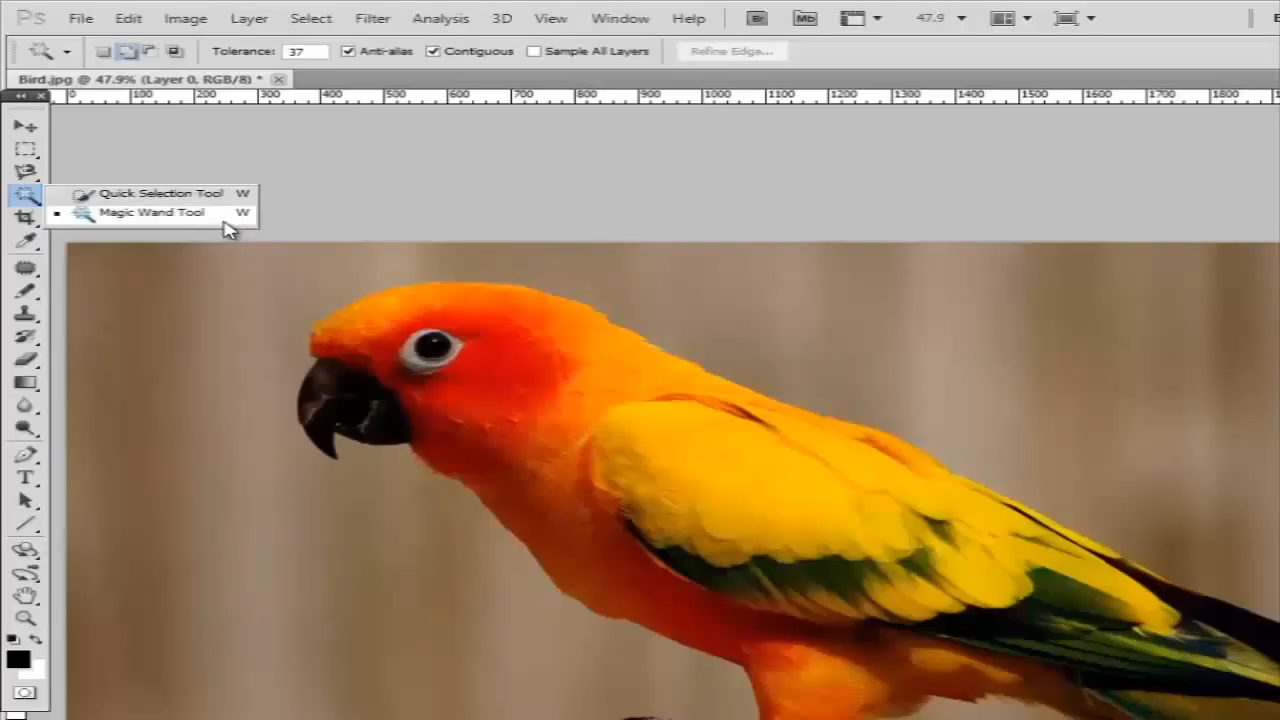 Ps File Edit Image Layer Select Filter Analysis 3D View Window Help Br Mb 47.9
Tolerance: 37 Anti-alias Contiguous Sample All Layers Refine Edge...
Bird.jpg @ 47.9% (Layer 0, RGB/8) *
0 100 200 300 400 500 600 700 800 900 1000 1100 1200 1300 1400 1500 1600 1700 1800
Quick Selection Tool W
Magic Wand Tool W
T